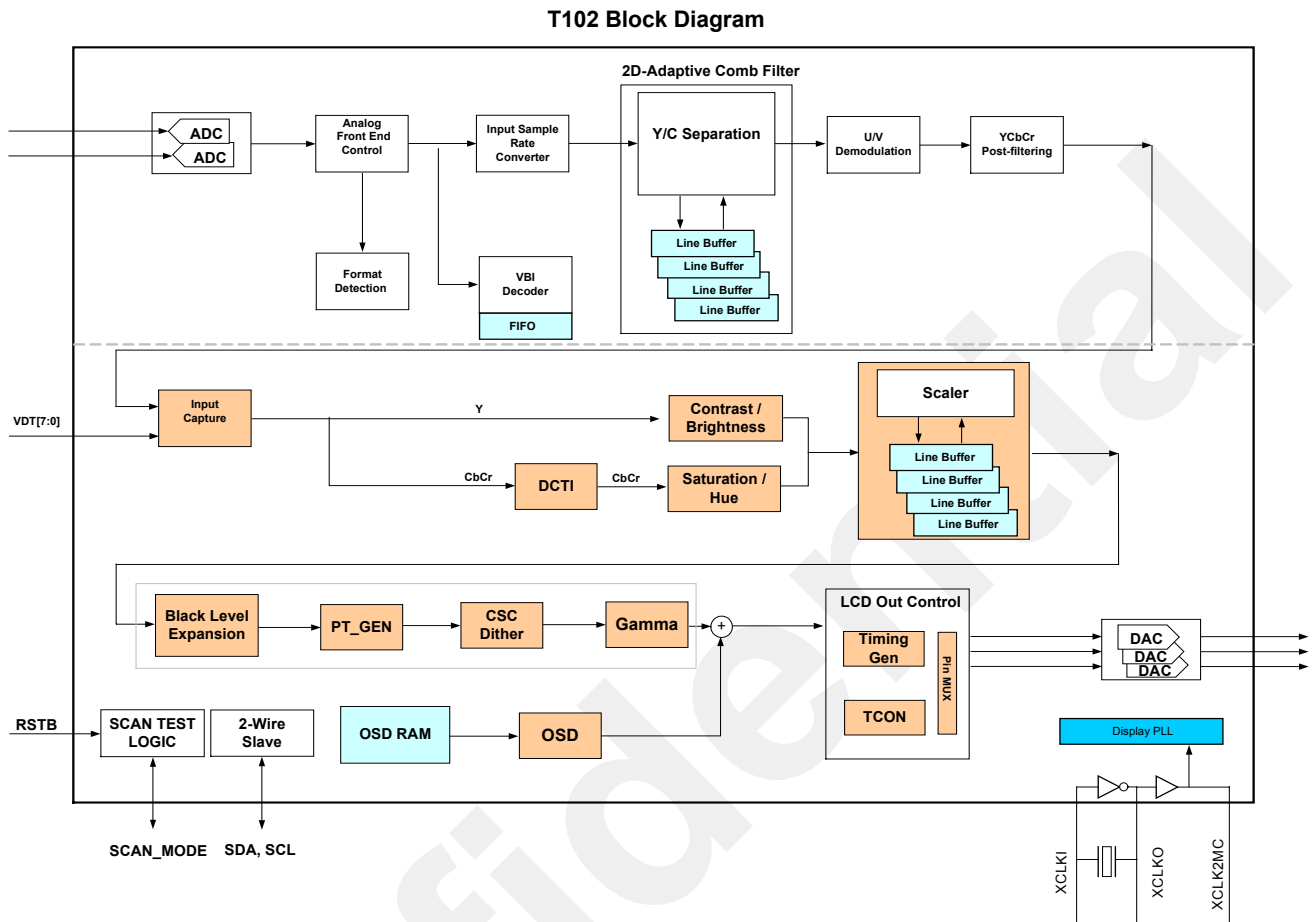 T102 Block Diagram
2D-Adaptive Comb Filter
ADC
ADC
Analog
Front End
Control
Input Sample
Rate
Converter
Y/C Separation
U/V
Demodulation
YCbCr
Post-filtering
Line Buffer
Line Buffer
Line Buffer
Line Buffer
Format
Detection
VBI
Decoder
FIFO
VDT[7:0]
Input
Capture
Y
Contrast /
Brightness
Scaler
CbCr
DCTI
CbCr
Saturation /
Hue
Line Buffer
Line Buffer
Line Buffer
Line Buffer
Black Level
Expansion
PT_GEN
CSC
Dither
Gamma
+
LCD Out Control
Timing
Gen
Pin MUX
TCON
DAC
DAC
DAC
RSTB
SCAN TEST
LOGIC
2-Wire
Slave
OSD RAM
OSD
Display PLL
SCAN_MODE
SDA, SCL
XCLKI
XCLKO
XCLK2MC
fidential